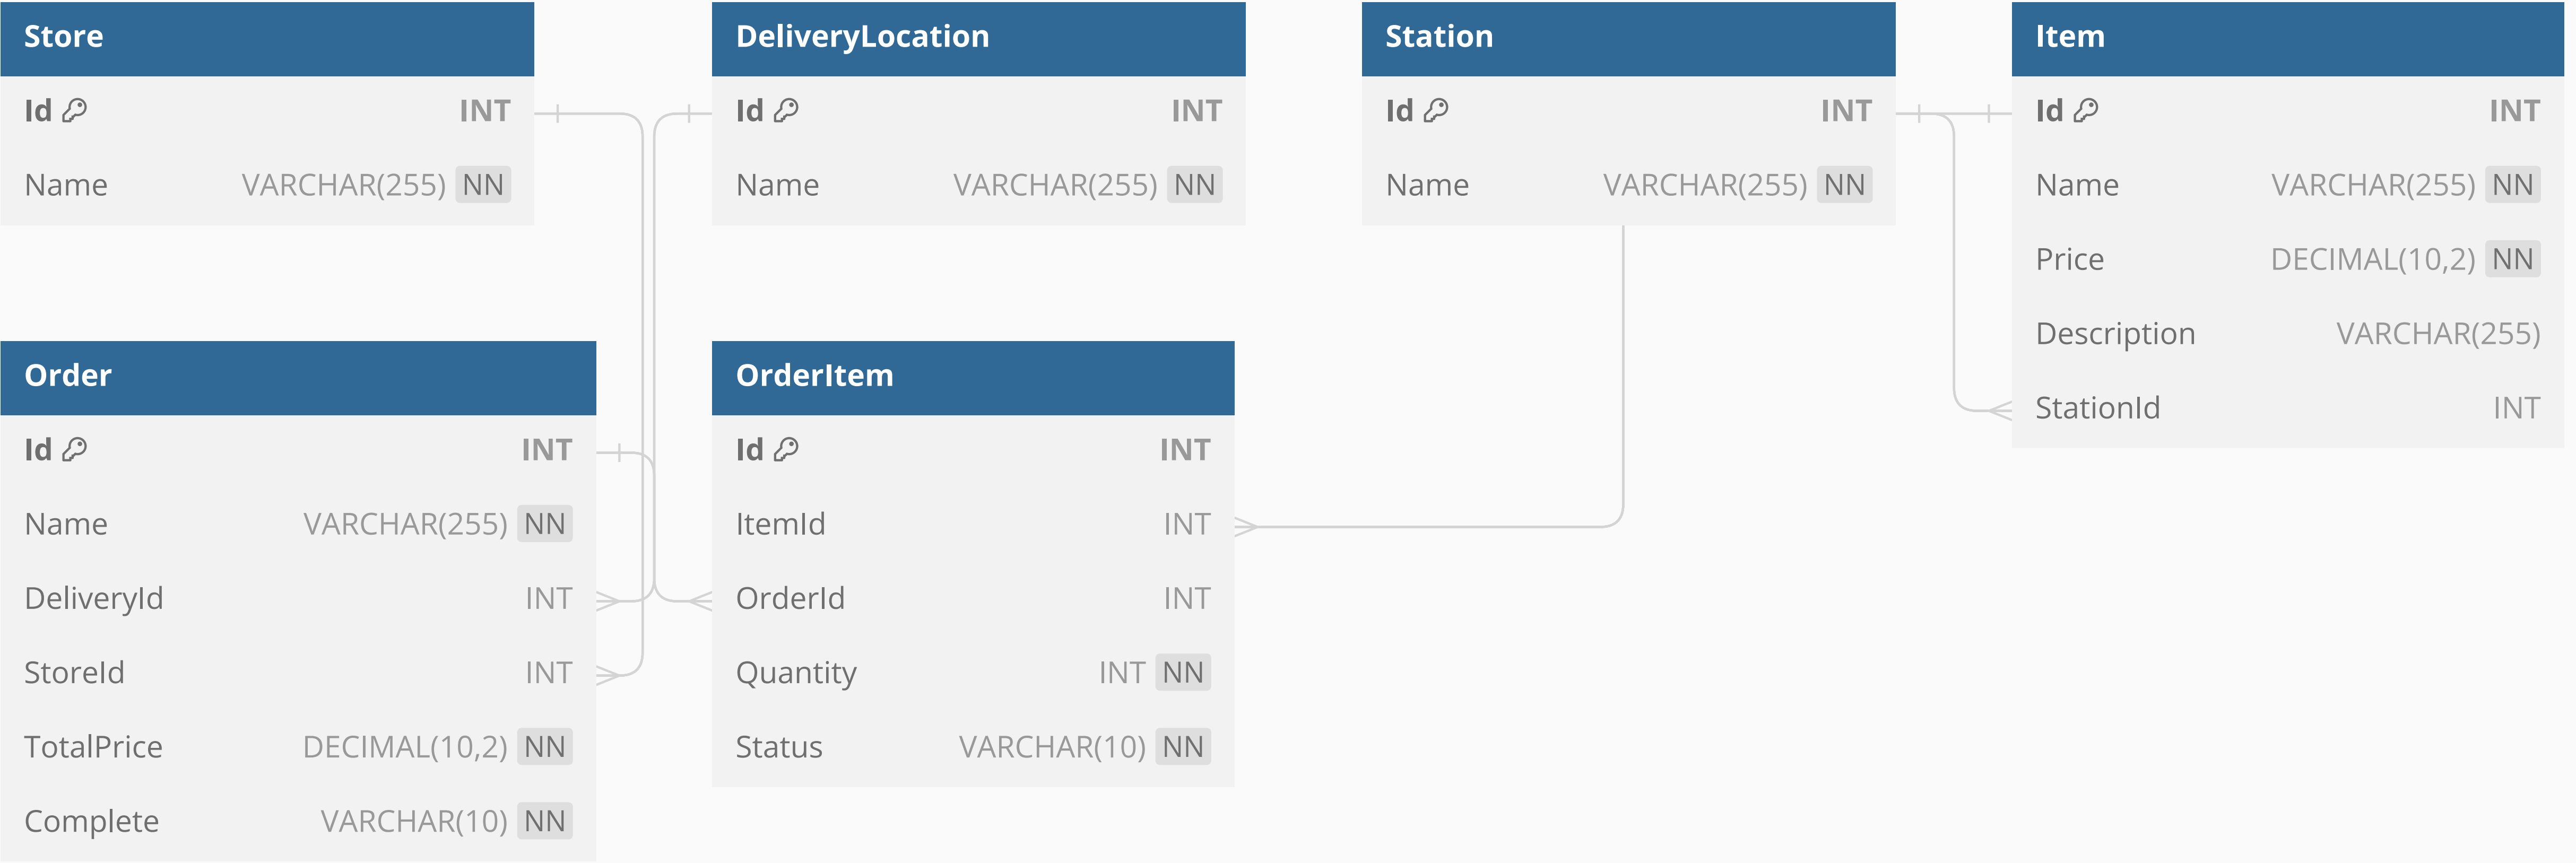 Store
Id INT
Name VARCHAR(255) NN
DeliveryLocation
Id INT
Name VARCHAR(255) NN
Station
Id INT
Name VARCHAR(255) NN
Item
Id INT
Name VARCHAR(255) NN
Price DECIMAL(10,2) NN
Description VARCHAR(255)
StationId INT
Order
Id INT
Name VARCHAR(255) NN
DeliveryId INT
StoreId INT
TotalPrice DECIMAL(10,2) NN
Complete VARCHAR(10) NN
OrderItem
Id INT
ItemId INT
OrderId INT
Quantity INT NN
Status VARCHAR(10) NN